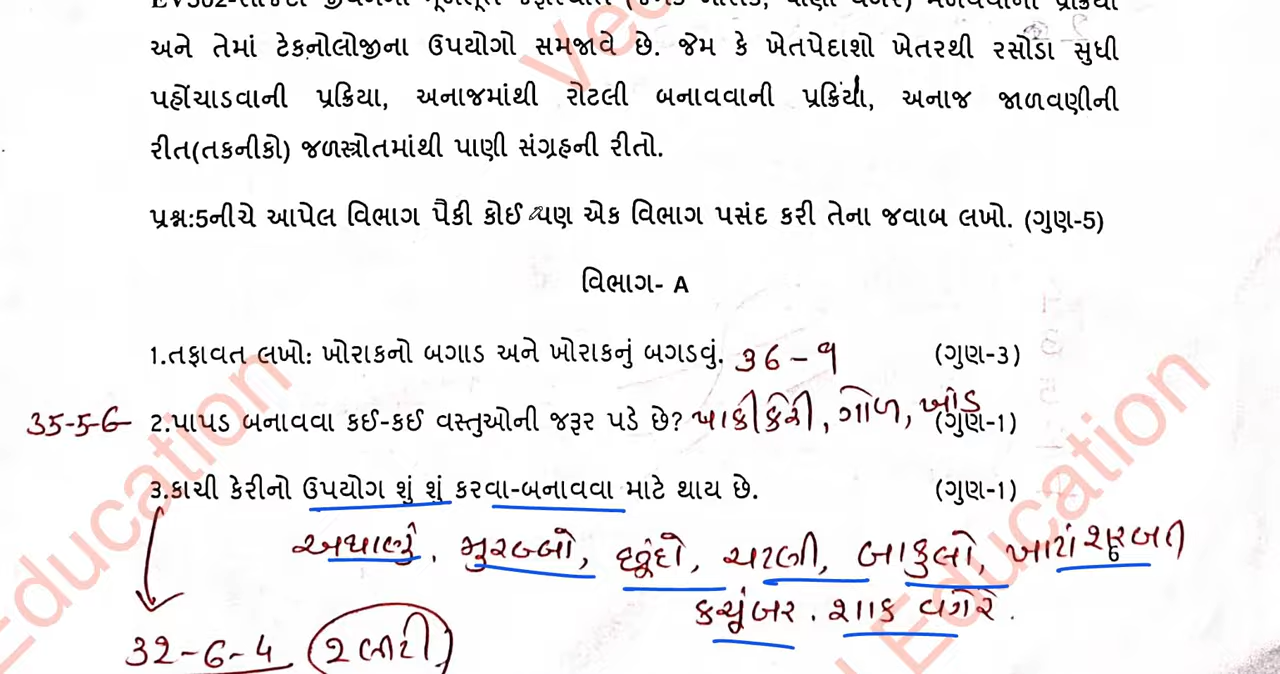 અને તેમાં ટેકનોલોજીના ઉપયોગો સમજાવે છે. જેમ કે ખેતપેદાશો ખેતરથી રસોડા સુધી
પહોંચાડવાની પ્રક્રિયા, અનાજમાંથી રોટલી બનાવવાની પ્રક્રિયા, અનાજ જાળવણીની
રીત(તકનીકો) જળસ્ત્રોતમાંથી પાણી સંગ્રહની રીતો.
પ્રશ્ન:5નીચે આપેલ વિભાગ પૈકી કોઈ પણ એક વિભાગ પસંદ કરી તેના જવાબ લખો. (ગુણ-5)
વિભાગ- A
1.તફાવત લખો: ખોરાકનો બગાડ અને ખોરાકનું બગડવું. 36-9 (ગુણ-3)
35-5-6 2.પાપડ બનાવવા કઈ-કઈ વસ્તુઓની જરૂર પડે છે? પાકી કેરી, ગોળ, ખાંડ (ગુણ-1)
3.કાચી કેરીનો ઉપયોગ શું શું કરવા-બનાવવા માટે થાય છે. (ગુણ-1)
અથાણું, મુરબ્બો, છૂંદો, ચટણી, બાફલો, ખાટાં શરબત
કચૂંબર. શાક વગેરે.
32-6-4
Education
Education